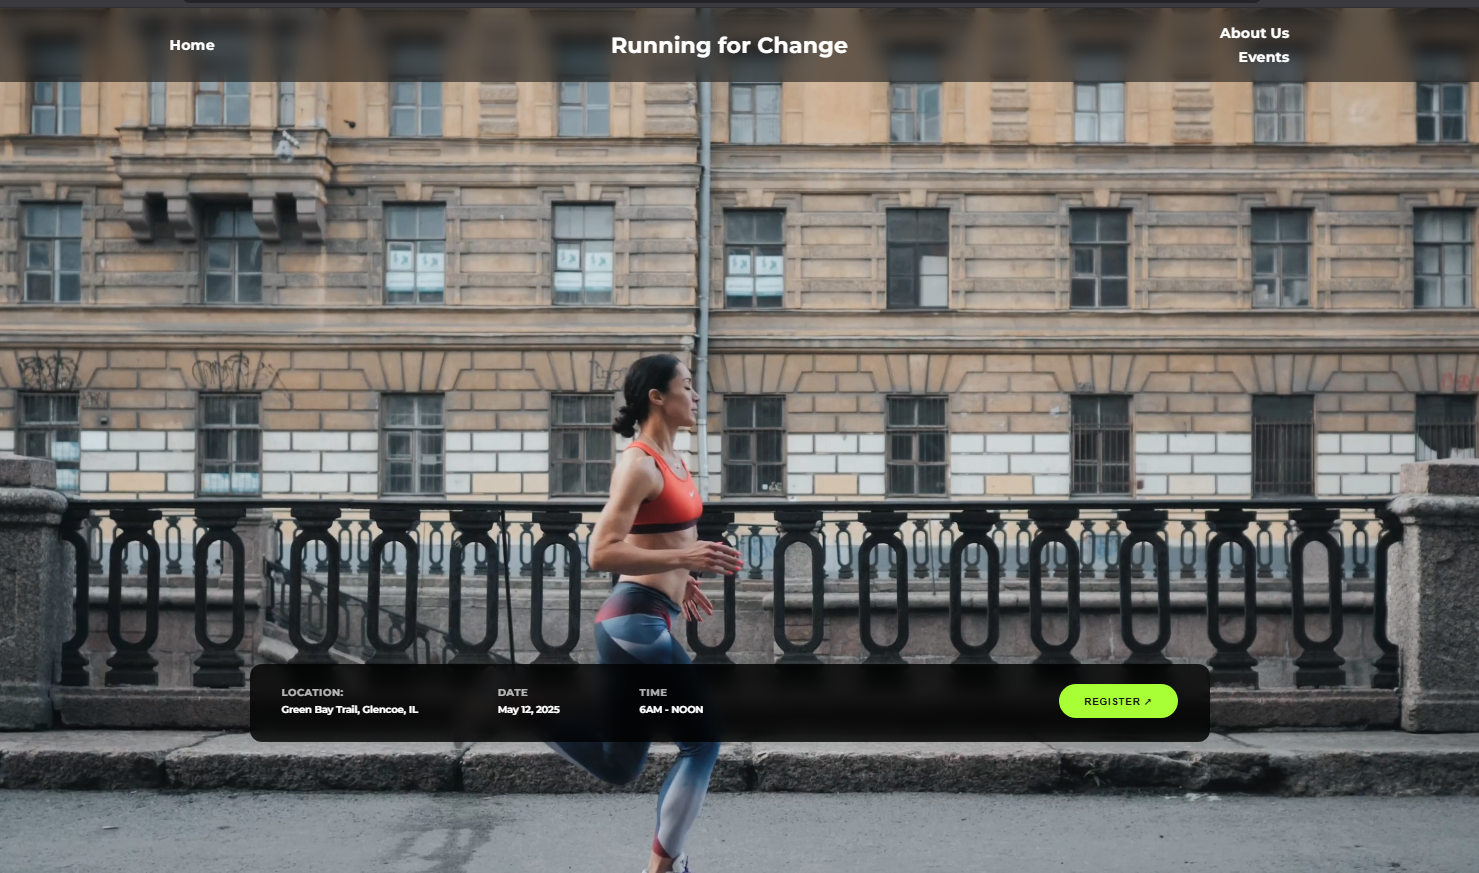 Home
Running for Change
About Us
Events
LOCATION:
Green Bay Trail, Glencoe, IL
DATE
May 12, 2025
TIME
6AM - NOON
REGISTER ↗